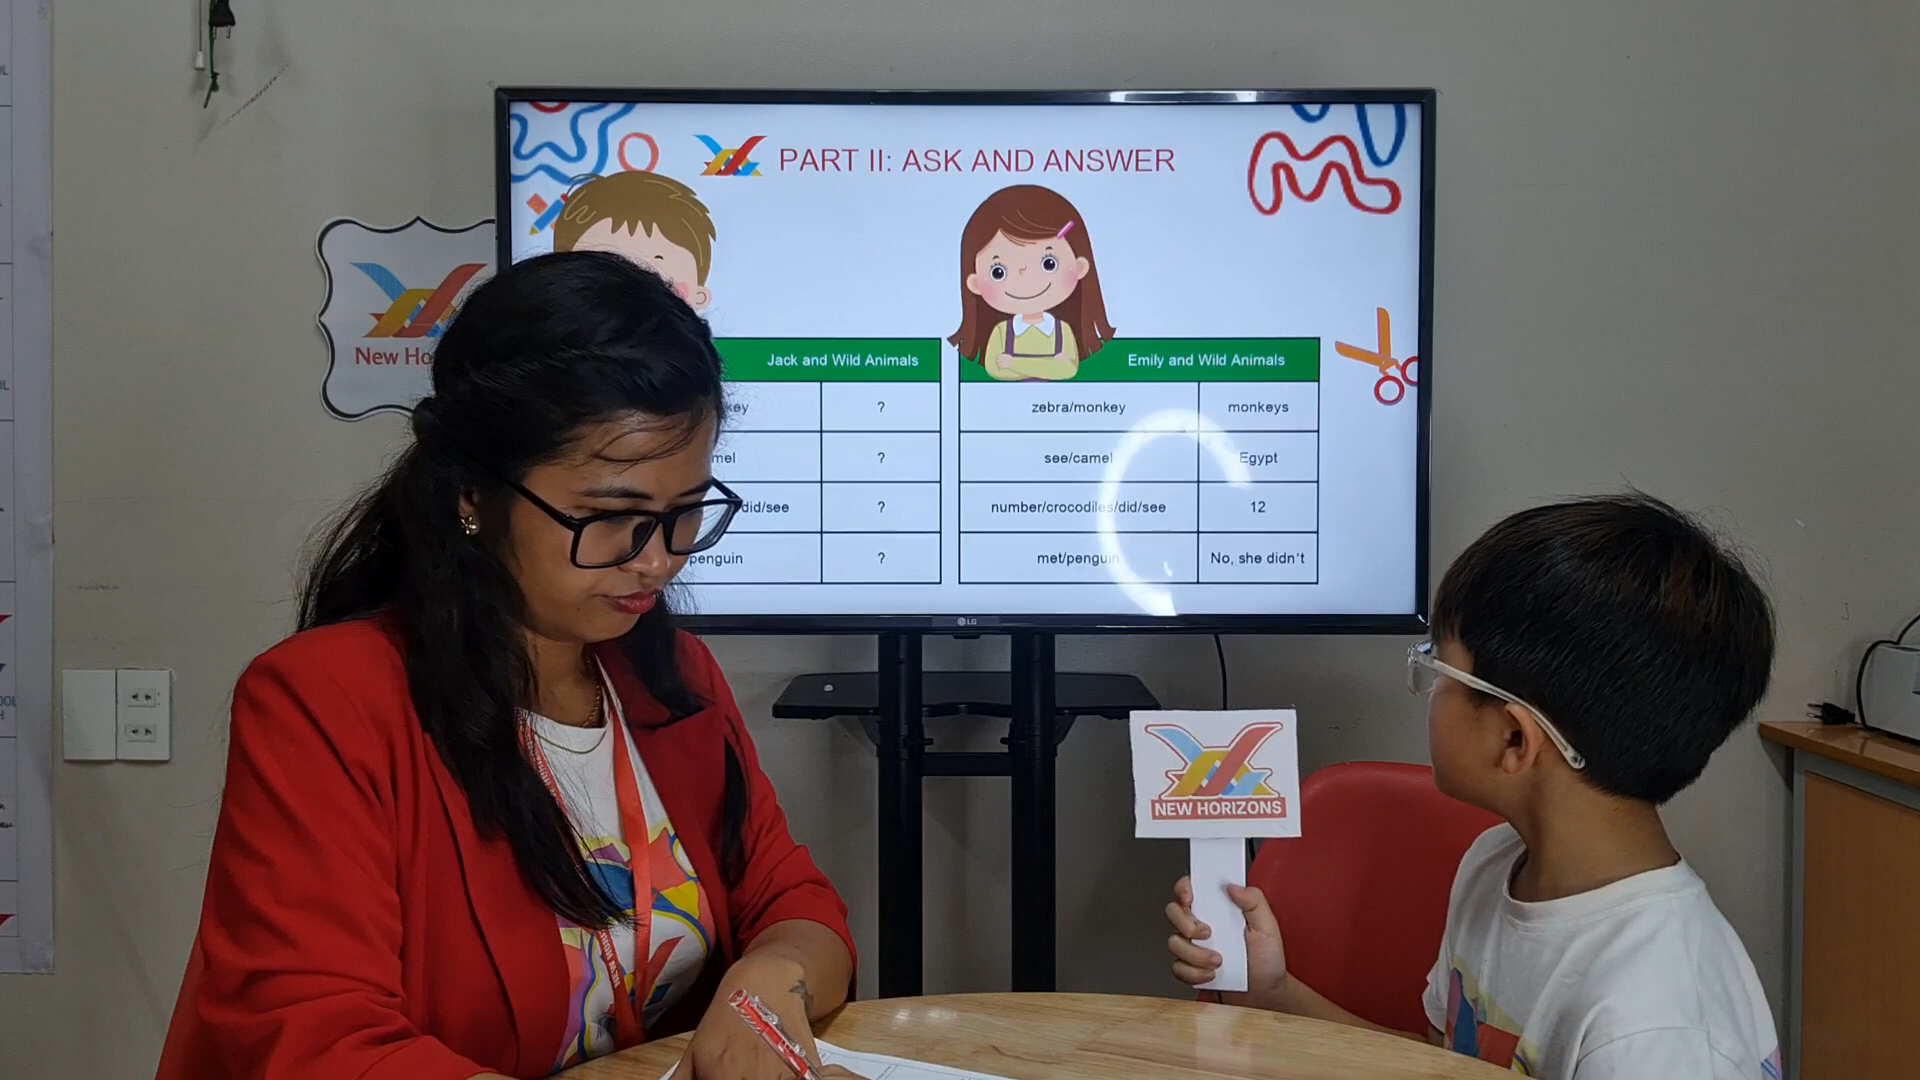 PART II: ASK AND ANSWER
New Ho
Jack and Wild Animals
key ?
mel ?
did/see ?
penguin ?
Emily and Wild Animals
zebra/monkey monkeys
see/camel Egypt
number/crocodiles/did/see 12
met/penguin No, she didn't
LG
NEW HORIZONS